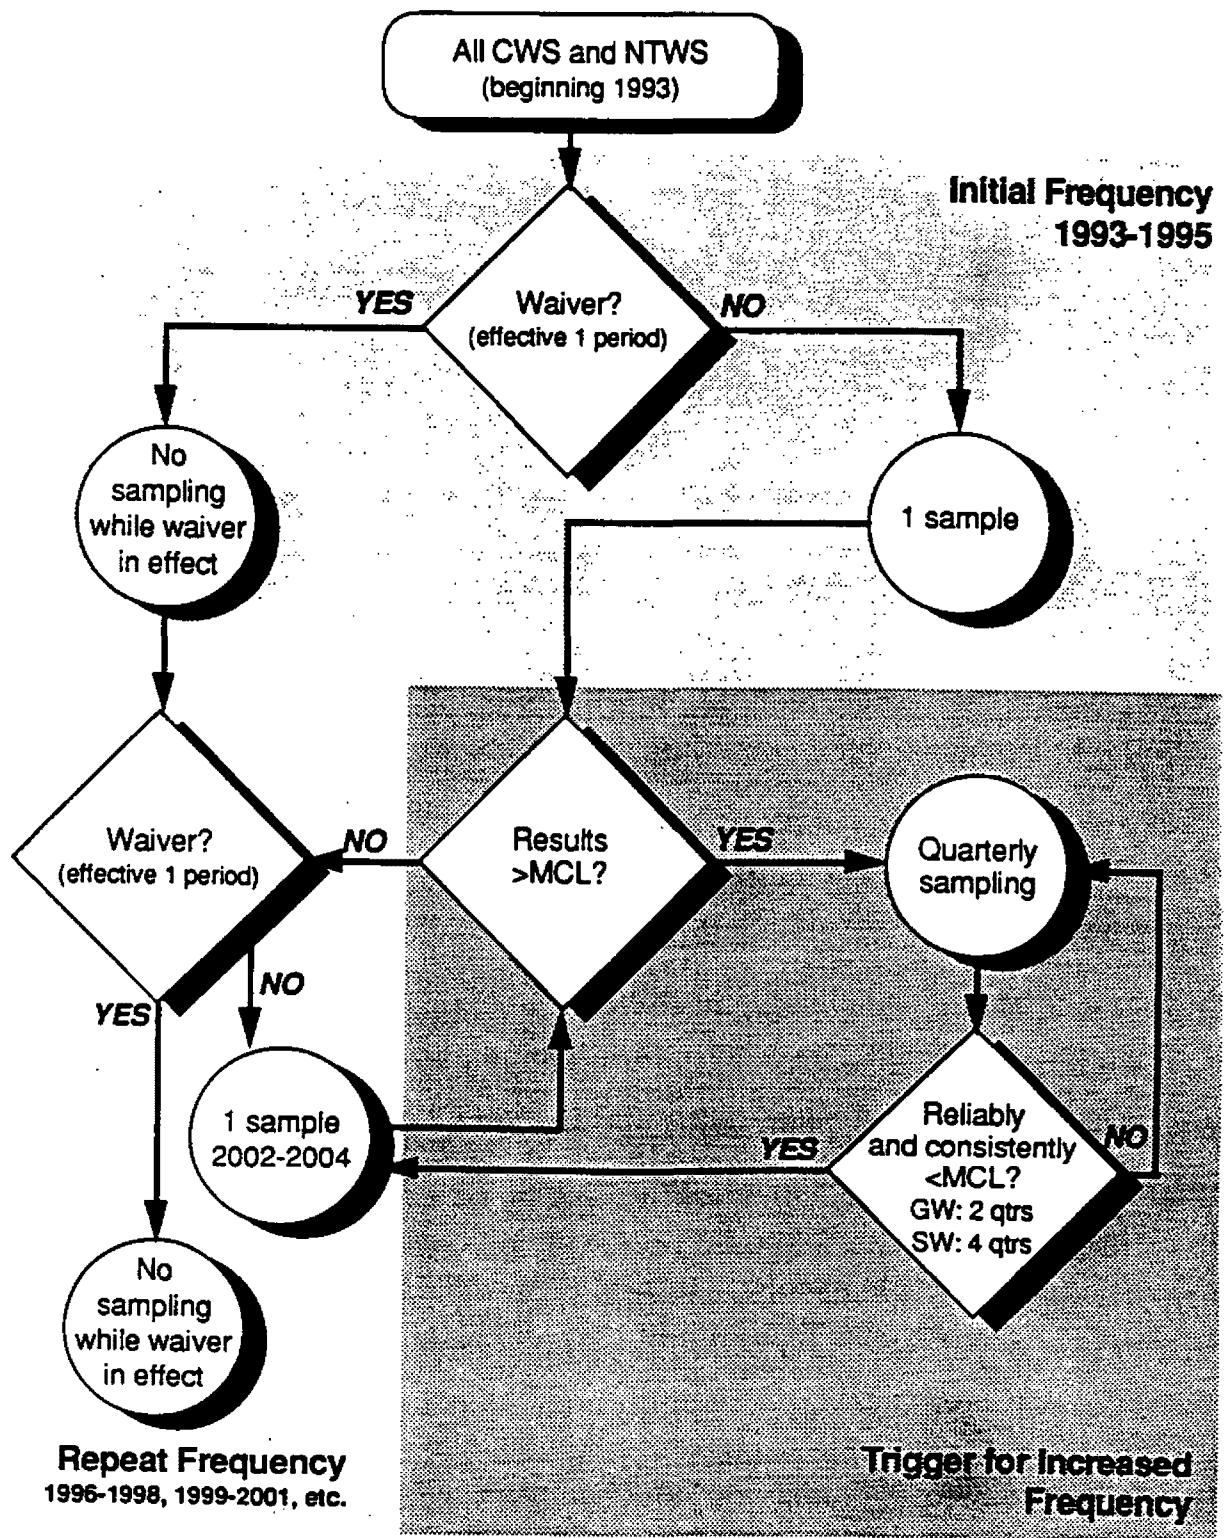 All CWS and NTWS
(beginning 1993)
Initial Frequency
1993-1995
YES
Waiver?
(effective 1 period)
NO
No
sampling
while waiver
in effect
1 sample
Waiver?
(effective 1 period)
NO
Results
>MCL?
YES
Quarterly
sampling
NO
YES
1 sample
2002-2004
YES
Reliably
and consistently
<MCL?
GW: 2 qtrs
SW: 4 qtrs
NO
No
sampling
while waiver
in effect
Repeat Frequency
1996-1998, 1999-2001, etc.
Trigger for Increased
Frequency